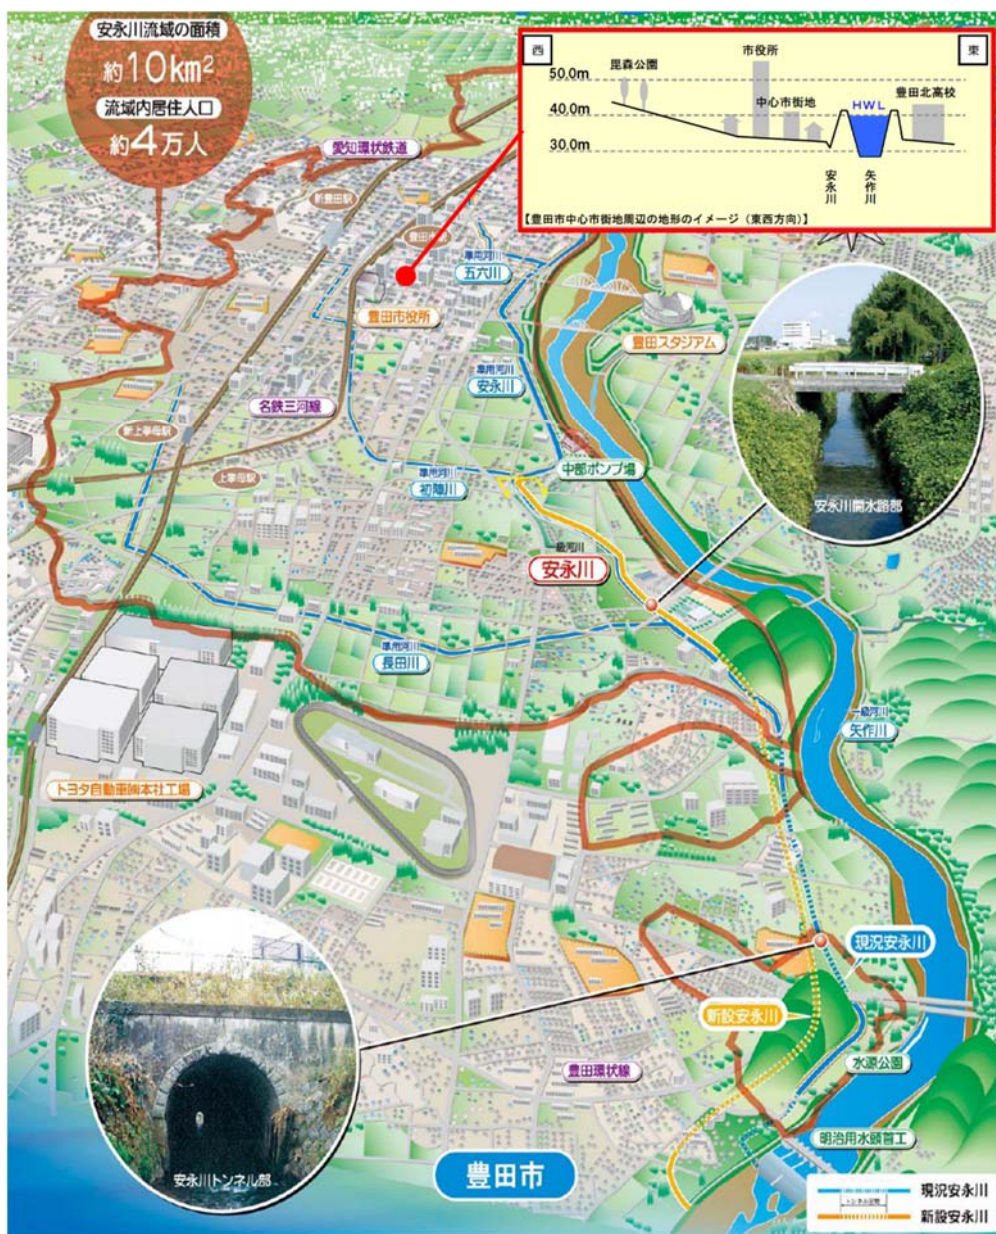 安永川流域の面積
約10km²
流域内居住人口
約4万人
西
東
50.0m
40.0m
30.0m
毘森公園
市役所
中心市街地
HWL
豊田北高校
安永川
矢作川
【豊田市中心市街地周辺の地形のイメージ（東西方向）】
愛知環状鉄道
新豊田駅
準用河川
五六川
豊田市役所
豊田スタジアム
準用河川
安永川
名鉄三河線
新上挙母駅
上挙母駅
中部ポンプ場
準用河川
初陣川
安永川開水路部
一級河川
安永川
準用河川
長田川
一級河川
矢作川
トヨタ自動車㈱本社工場
現況安永川
新設安永川
水源公園
豊田環状線
明治用水頭首工
安永川トンネル部
豊田市
現況安永川
トンネル区間
新設安永川